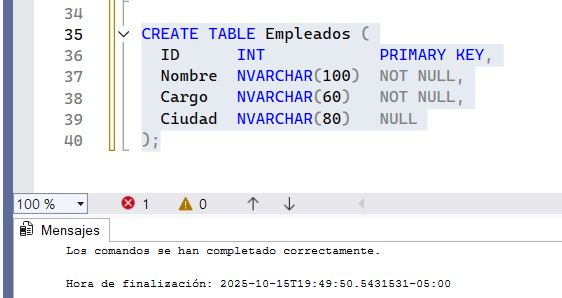 34
35 CREATE TABLE Empleados (
36 ID INT PRIMARY KEY,
37 Nombre NVARCHAR(100) NOT NULL,
38 Cargo NVARCHAR(60) NOT NULL,
39 Ciudad NVARCHAR(80) NULL
40 );
100 % 1 0
Mensajes
Los comandos se han completado correctamente.
Hora de finalización: 2025-10-15T19:49:50.5431531-05:00